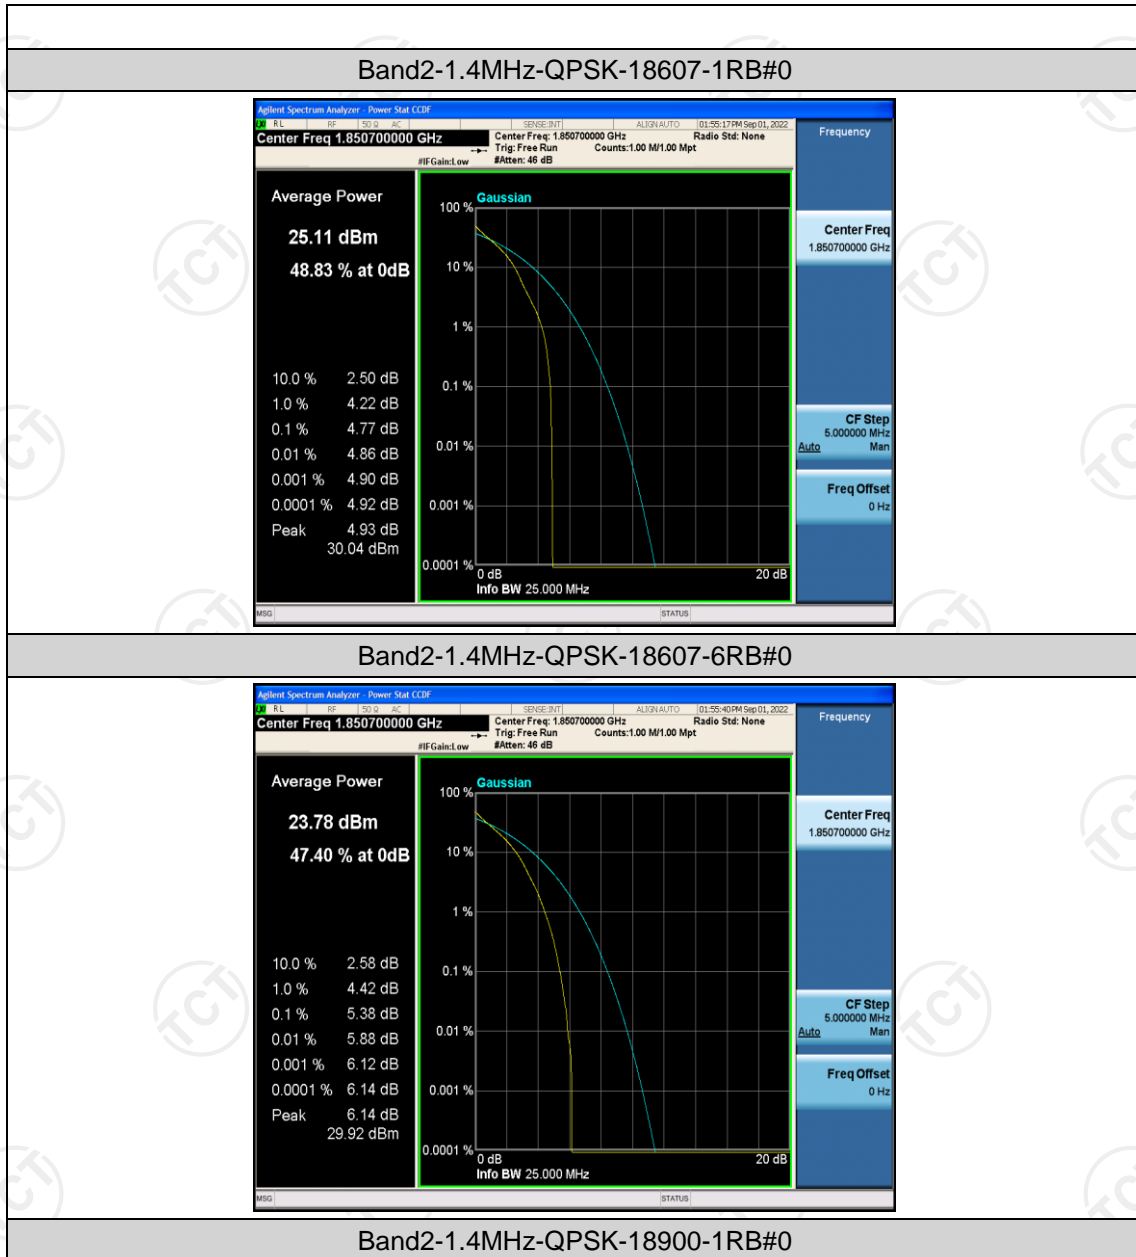 Band2-1.4MHz-QPSK-18607-1RB#0
Agilent Spectrum Analyzer - Power Stat CCDF
LXI RL RF 50 Ω AC SENSE:INT ALIGN AUTO 01:55:17 PM Sep 01, 2022
Center Freq 1.850700000 GHz
Center Freq: 1.850700000 GHz Radio Std: None
Trig: Free Run Counts:1.00 M/1.00 Mpt
#IFGain:Low #Atten: 46 dB
Frequency
Average Power
25.11 dBm
48.83 % at 0dB
10.0 % 2.50 dB
1.0 % 4.22 dB
0.1 % 4.77 dB
0.01 % 4.86 dB
0.001 % 4.90 dB
0.0001 % 4.92 dB
Peak 4.93 dB
30.04 dBm
Gaussian
100 %
10 %
1 %
0.1 %
0.01 %
0.001 %
0.0001 %
0 dB 20 dB
Info BW 25.000 MHz
Center Freq
1.850700000 GHz
CF Step
5.000000 MHz
Auto Man
Freq Offset
0 Hz
MSG STATUS
Band2-1.4MHz-QPSK-18607-6RB#0
Agilent Spectrum Analyzer - Power Stat CCDF
LXI RL RF 50 Ω AC SENSE:INT ALIGN AUTO 01:55:40 PM Sep 01, 2022
Center Freq 1.850700000 GHz
Center Freq: 1.850700000 GHz Radio Std: None
Trig: Free Run Counts:1.00 M/1.00 Mpt
#IFGain:Low #Atten: 46 dB
Frequency
Average Power
23.78 dBm
47.40 % at 0dB
10.0 % 2.58 dB
1.0 % 4.42 dB
0.1 % 5.38 dB
0.01 % 5.88 dB
0.001 % 6.12 dB
0.0001 % 6.14 dB
Peak 6.14 dB
29.92 dBm
Gaussian
100 %
10 %
1 %
0.1 %
0.01 %
0.001 %
0.0001 %
0 dB 20 dB
Info BW 25.000 MHz
Center Freq
1.850700000 GHz
CF Step
5.000000 MHz
Auto Man
Freq Offset
0 Hz
MSG STATUS
Band2-1.4MHz-QPSK-18900-1RB#0
TCT